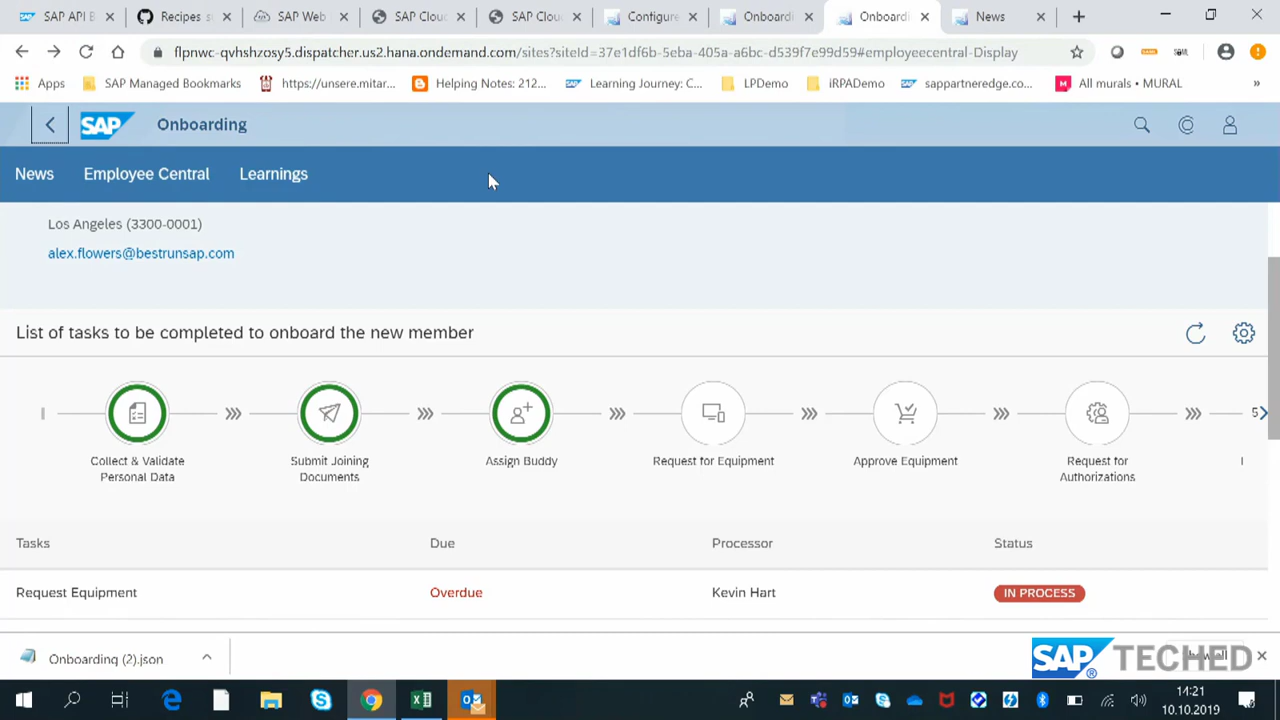 SAP API B
Recipes s
SAP Web
SAP Clou
SAP Clou
Configure
Onboardi
Onboardi
News
flpnwc-qvhshzosy5.dispatcher.us2.hana.ondemand.com/sites?siteId=37e1df6b-5eba-405a-a6bc-d539f7e99d59#employeecentral-Display
Apps
SAP Managed Bookmarks
https://unsere.mitar...
Helping Notes: 212...
Learning Journey: C...
LPDemo
iRPADemo
sappartneredge.co...
All murals • MURAL
SAP
Onboarding
News
Employee Central
Learnings
Los Angeles (3300-0001)
alex.flowers@bestrunsap.com
List of tasks to be completed to onboard the new member
Collect & Validate
Personal Data
Submit Joining
Documents
Assign Buddy
Request for Equipment
Approve Equipment
Request for
Authorizations
5
Tasks
Due
Processor
Status
Request Equipment
Overdue
Kevin Hart
IN PROCESS
Onboarding (2).json
SAP® TECHED
14:21
10.10.2019